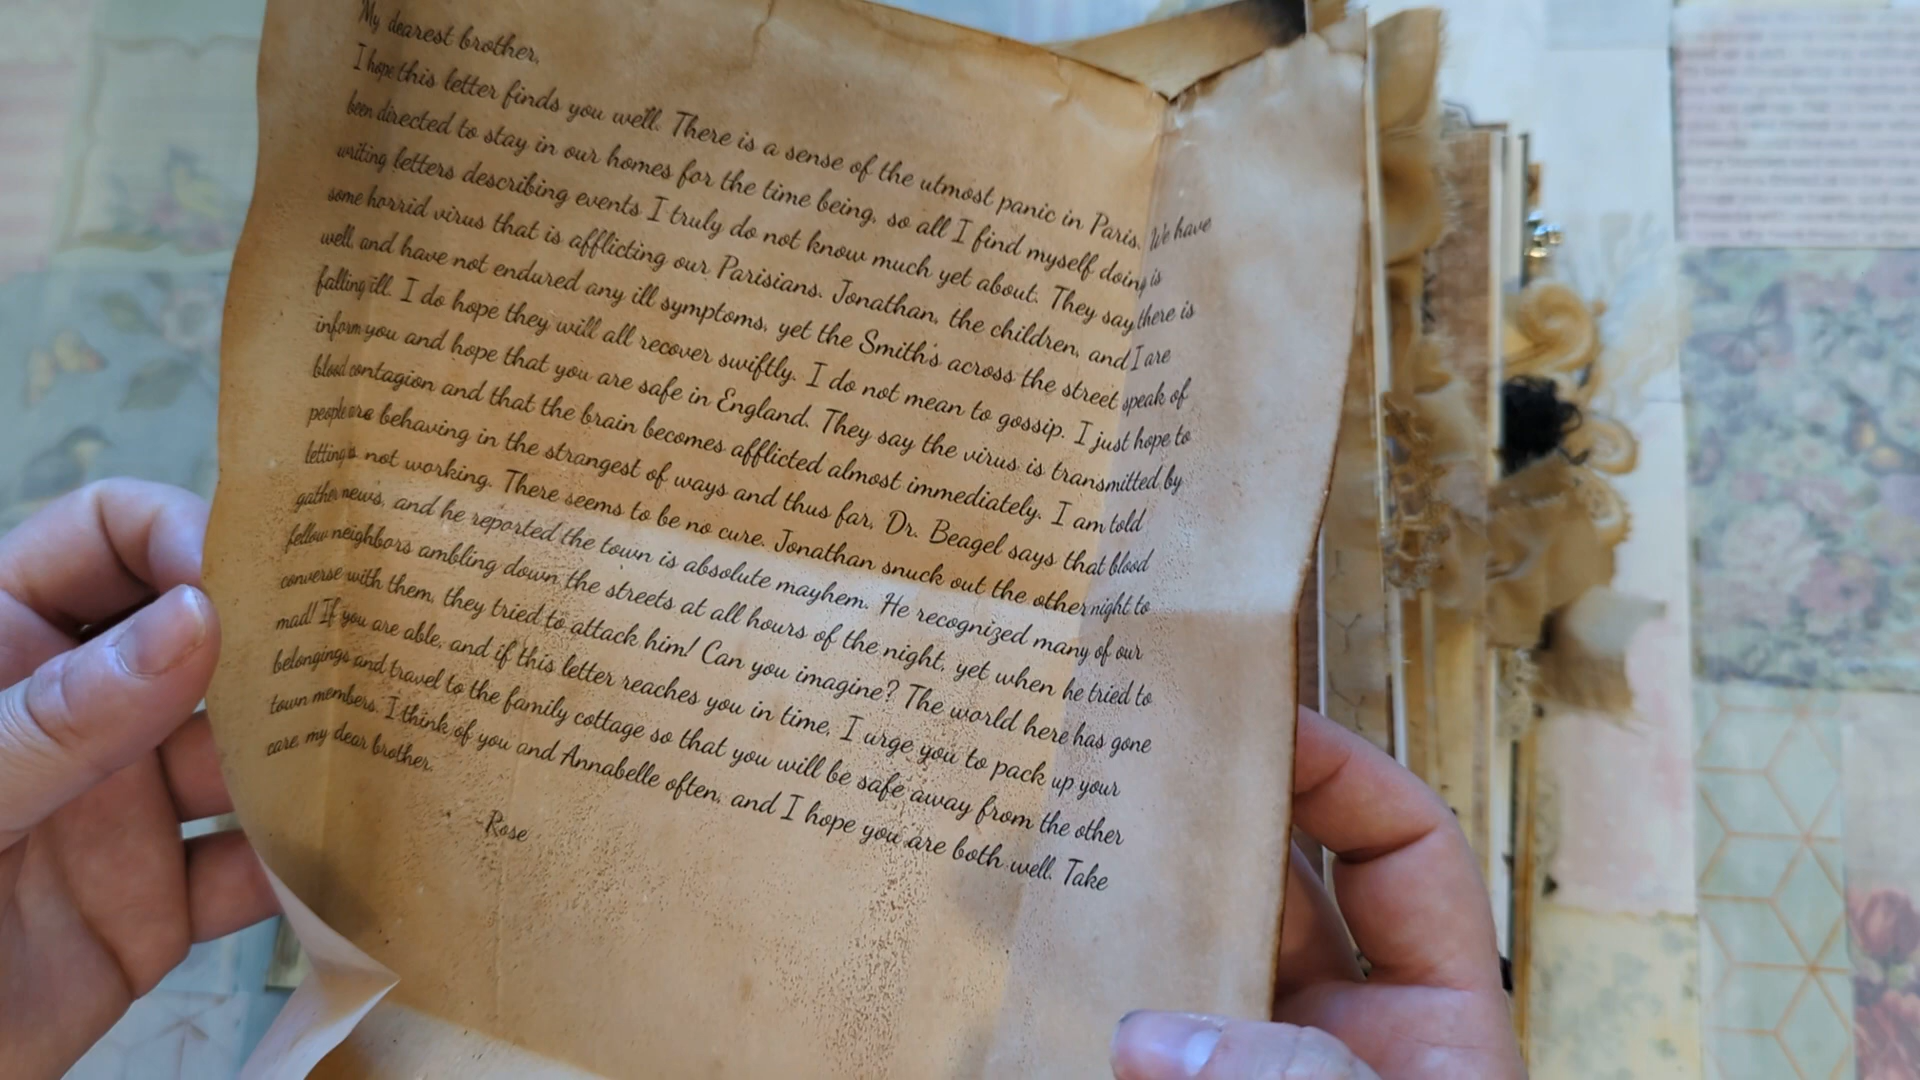 My dearest brother,
I hope this letter finds you well. There is a sense of the utmost panic in Paris. We have
been directed to stay in our homes for the time being, so all I find myself doing is
writing letters describing events I truly do not know much yet about. They say there is
some horrid virus that is afflicting our Parisians. Jonathan, the children, and I are
well, and have not endured any ill symptoms, yet the Smith's across the street speak of
falling ill. I do hope they will all recover swiftly. I do not mean to gossip. I just hope to
inform you and hope that you are safe in England. They say the virus is transmitted by
blood contagion and that the brain becomes afflicted almost immediately. I am told
people are behaving in the strangest of ways and thus far, Dr. Beagel says that blood
letting is not working. There seems to be no cure. Jonathan snuck out the other night to
gather news, and he reported the town is absolute mayhem. He recognized many of our
fellow neighbors ambling down the streets at all hours of the night, yet when he tried to
converse with them, they tried to attack him! Can you imagine? The world here has gone
mad! If you are able, and if this letter reaches you in time, I urge you to pack up your
belongings and travel to the family cottage so that you will be safe away from the other
town members. I think of you and Annabelle often, and I hope you are both well. Take
care, my dear brother.
Rose